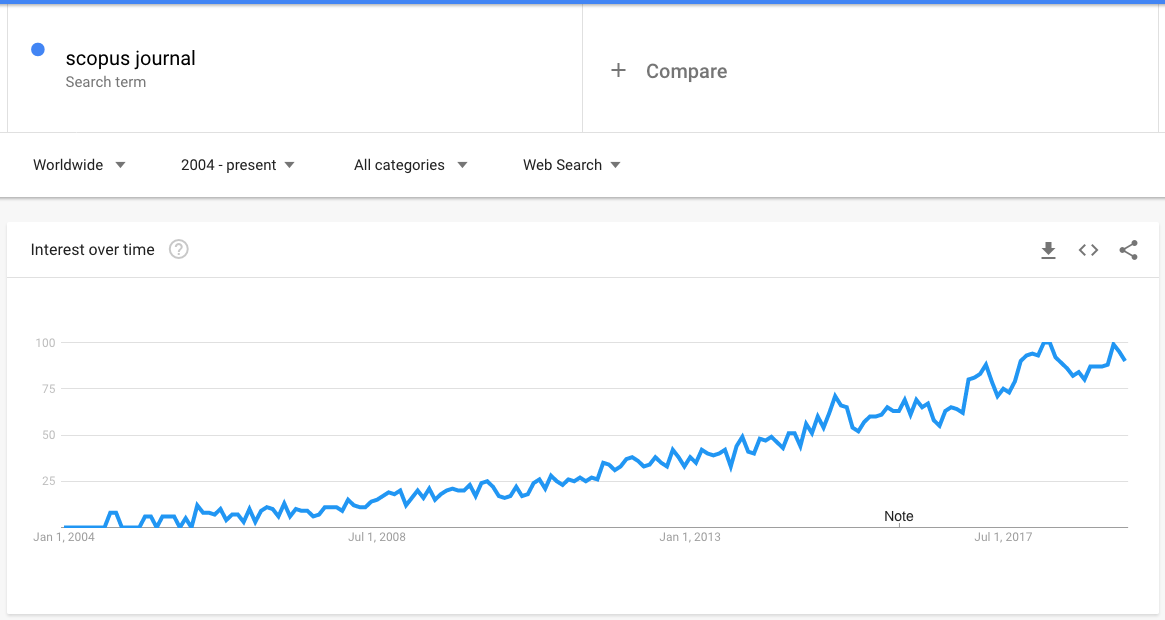 scopus journal
Search term
+ Compare
Worldwide
2004 - present
All categories
Web Search
Interest over time ?
100
75
50
25
Note
Jan 1, 2004
Jul 1, 2008
Jan 1, 2013
Jul 1, 2017